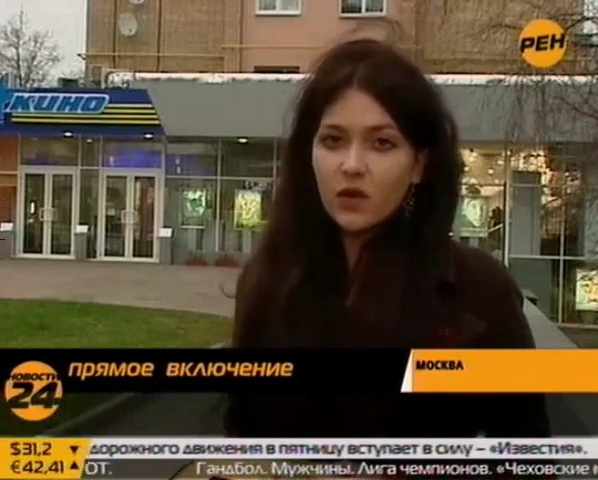 РЕН
КИНО
ПРЯМОЕ ВКЛЮЧЕНИЕ
МОСКВА
НОВОСТИ
24
$31,2 ▼ дорожного движения в пятницу вступает в силу – «Известия».
€42,41 ▲ ОТ. Гандбол. Мужчины. Лига чемпионов. «Чеховские